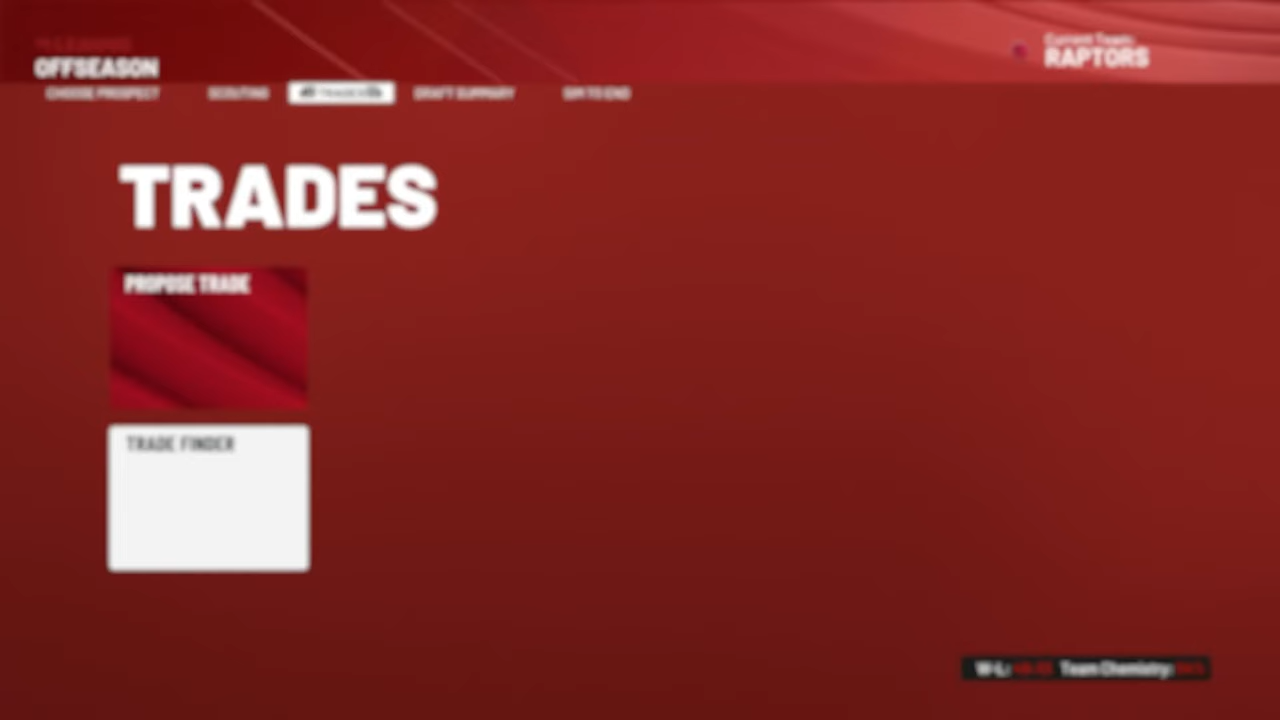 OFFSEASON
Current Team:
RAPTORS
CHOOSE PROSPECT
SCOUTING
TRADES
DRAFT SUMMARY
SIM TO END
TRADES
PROPOSE TRADE
TRADE FINDER
W-L: Team Chemistry: